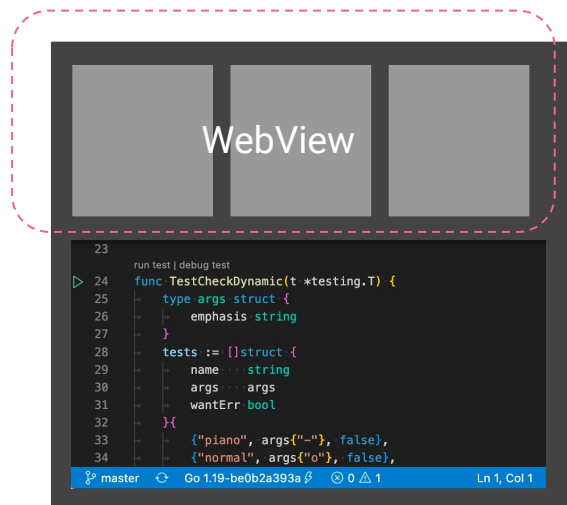 WebView
23
run test | debug test
24 func TestCheckDynamic(t *testing.T) {
25 type args struct {
26 emphasis string
27 }
28 tests := []struct {
29 name string
30 args args
31 wantErr bool
32 }{
33 {"piano", args{"-"}, false},
34 {"normal", args{"o"}, false},
master Go 1.19-be0b2a393a 0 1 Ln 1, Col 1